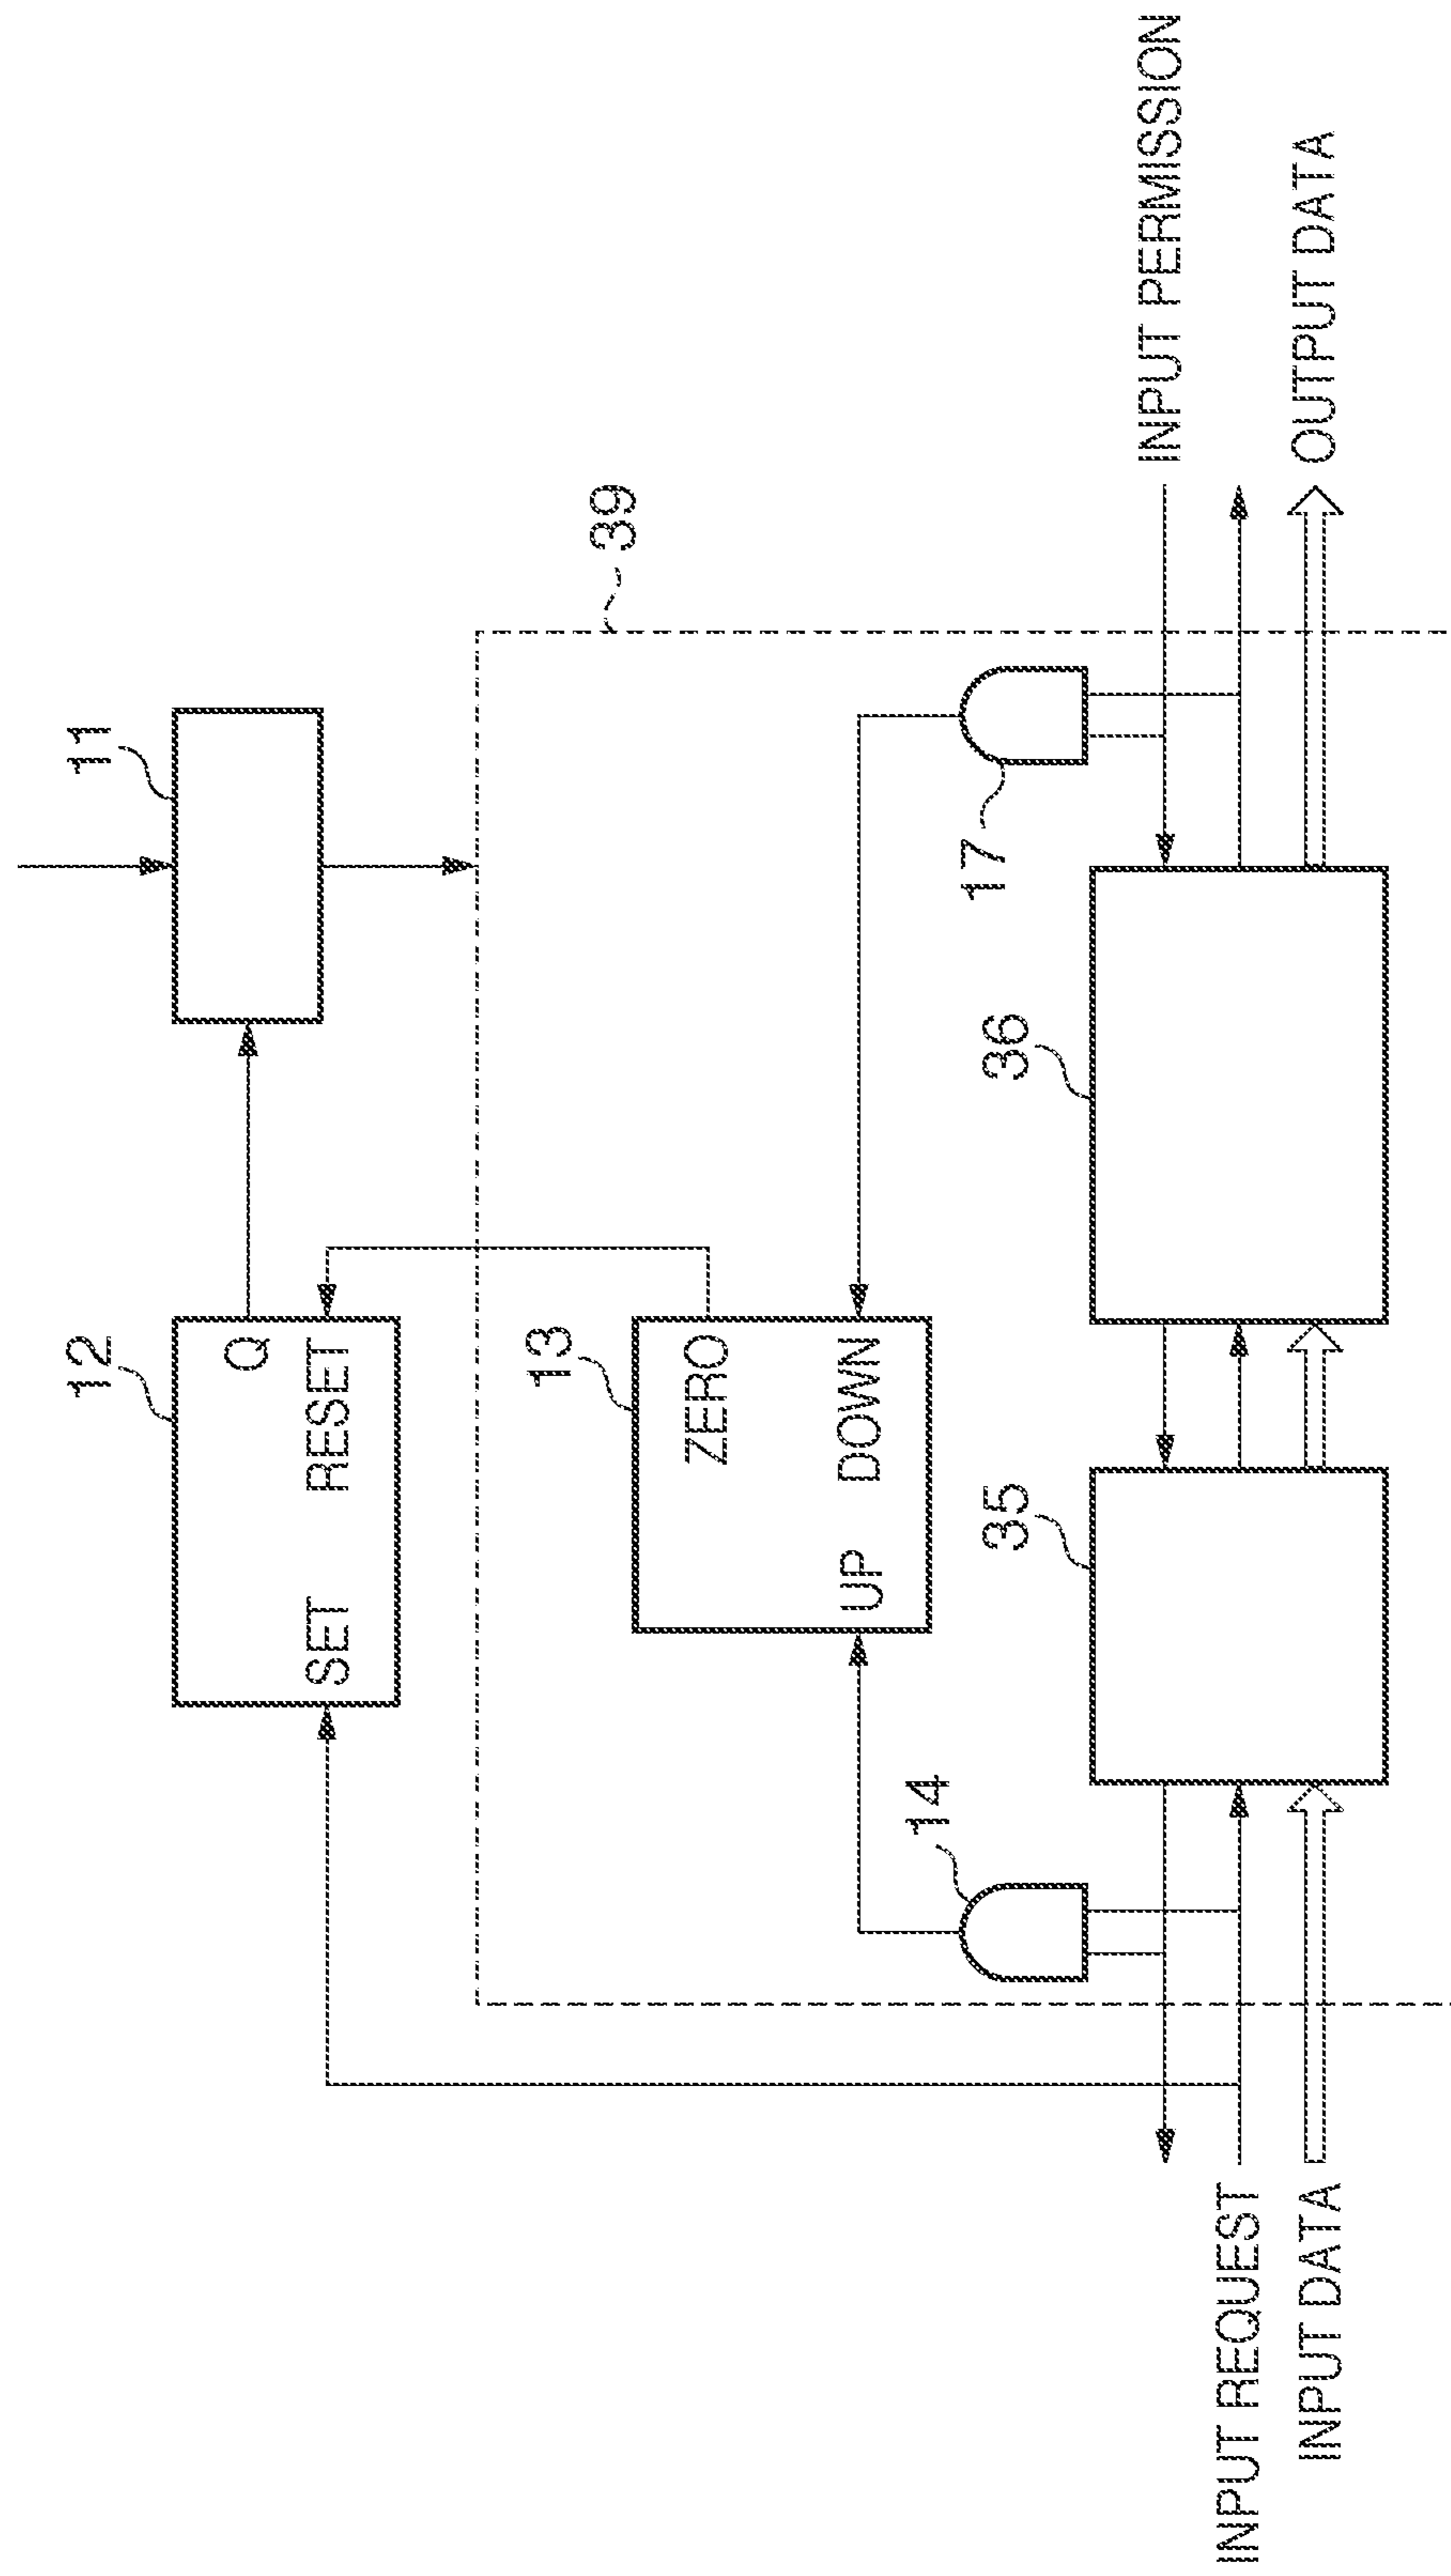 11
12
Q
SET RESET
39
13
ZERO
UP DOWN
14
17
35
36
INPUT PERMISSION
INPUT REQUEST
INPUT DATA
OUTPUT DATA